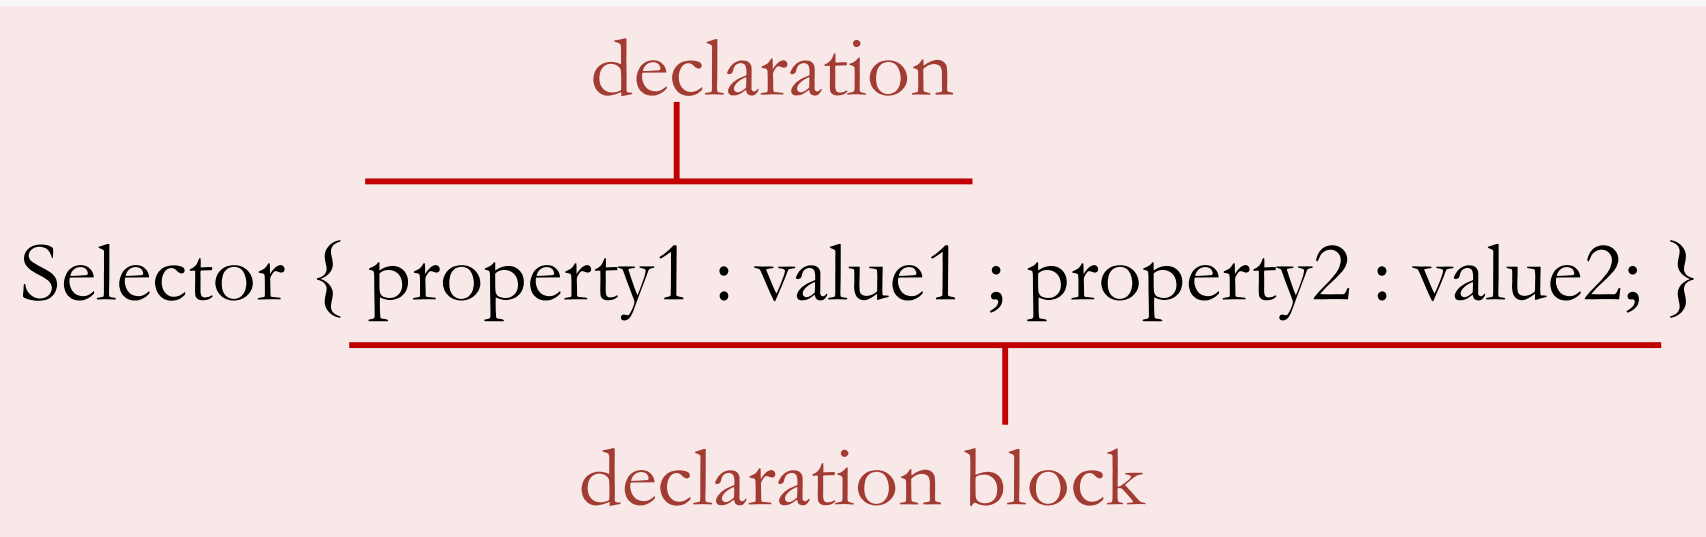 declaration
Selector { property1 : value1 ; property2 : value2; }
declaration block